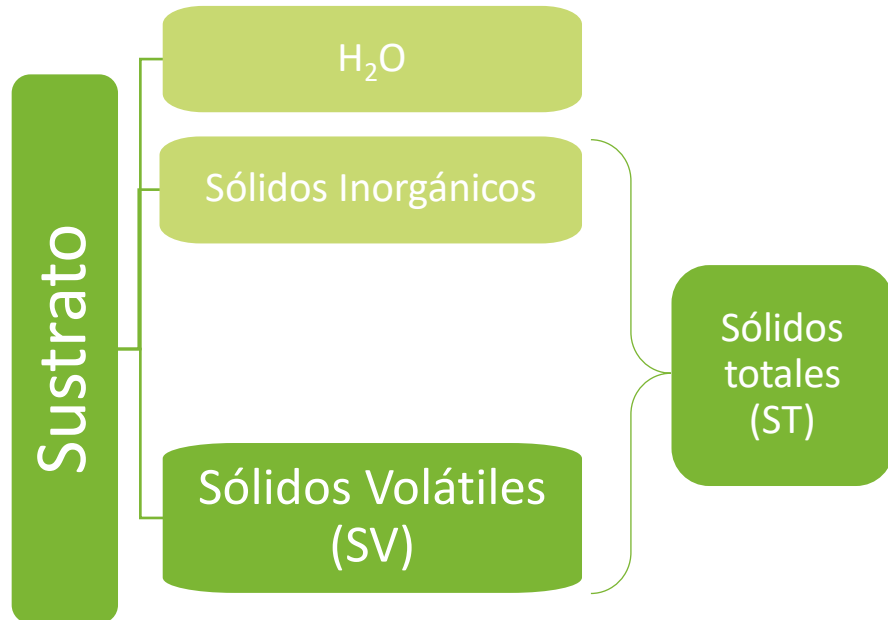 Sustrato
H₂O
Sólidos Inorgánicos
Sólidos Volátiles
(SV)
Sólidos
totales
(ST)